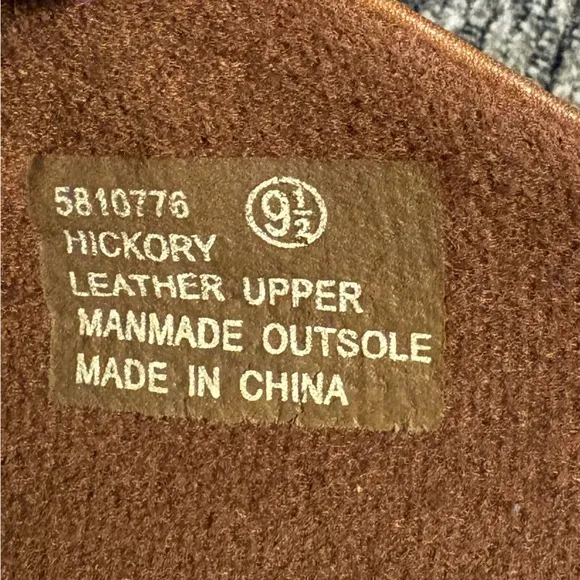 5810776 9½
HICKORY
LEATHER UPPER
MANMADE OUTSOLE
MADE IN CHINA